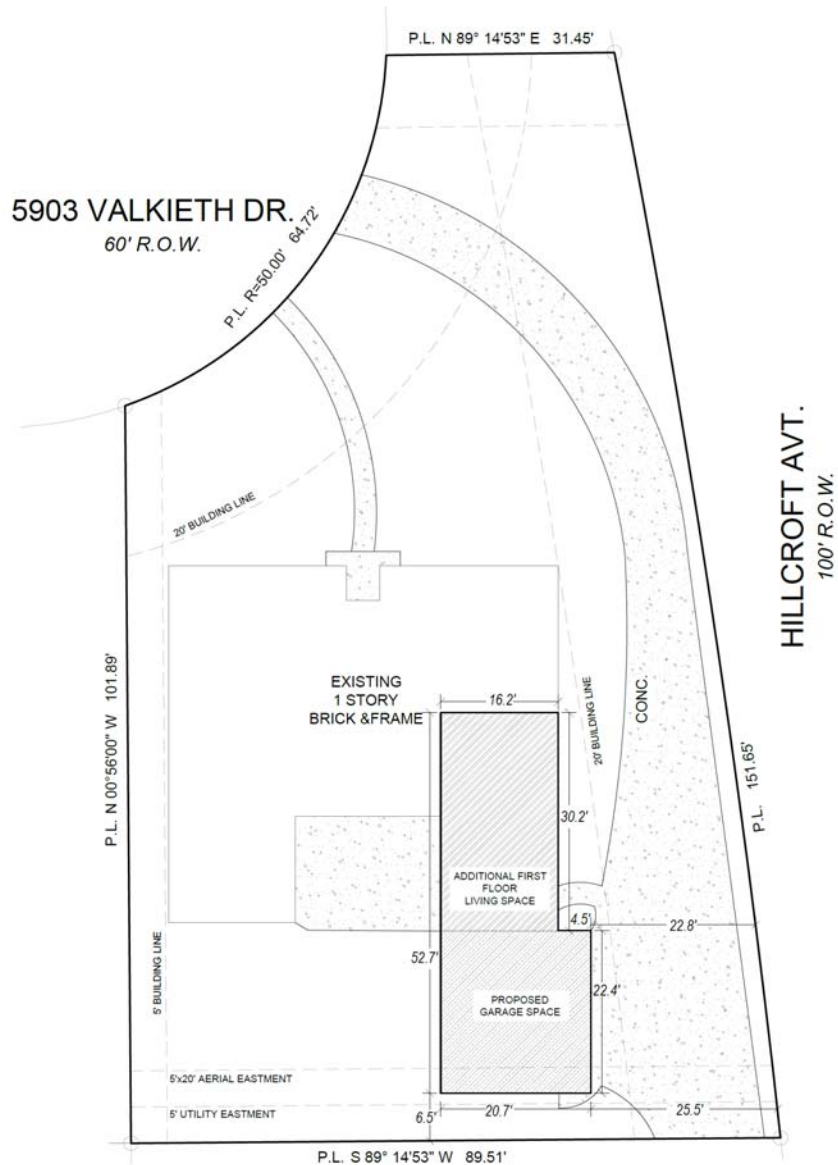 P.L. N 89° 14'53" E 31.45'
5903 VALKIETH DR.
60' R.O.W.
P.L. R=50.00' 64.72'
20' BUILDING LINE
HILLCROFT AVT.
100' R.O.W.
P.L. N 00°56'00" W 101.89'
EXISTING
1 STORY
BRICK &FRAME
16.2'
20' BUILDING LINE
CONC.
P.L. 151.65'
30.2'
ADDITIONAL FIRST
FLOOR
LIVING SPACE
4.5'
22.8'
52.7'
5' BUILDING LINE
22.4'
PROPOSED
GARAGE SPACE
5'x20' AERIAL EASTMENT
5' UTILITY EASTMENT
6.5'
20.7'
25.5'
P.L. S 89° 14'53" W 89.51'